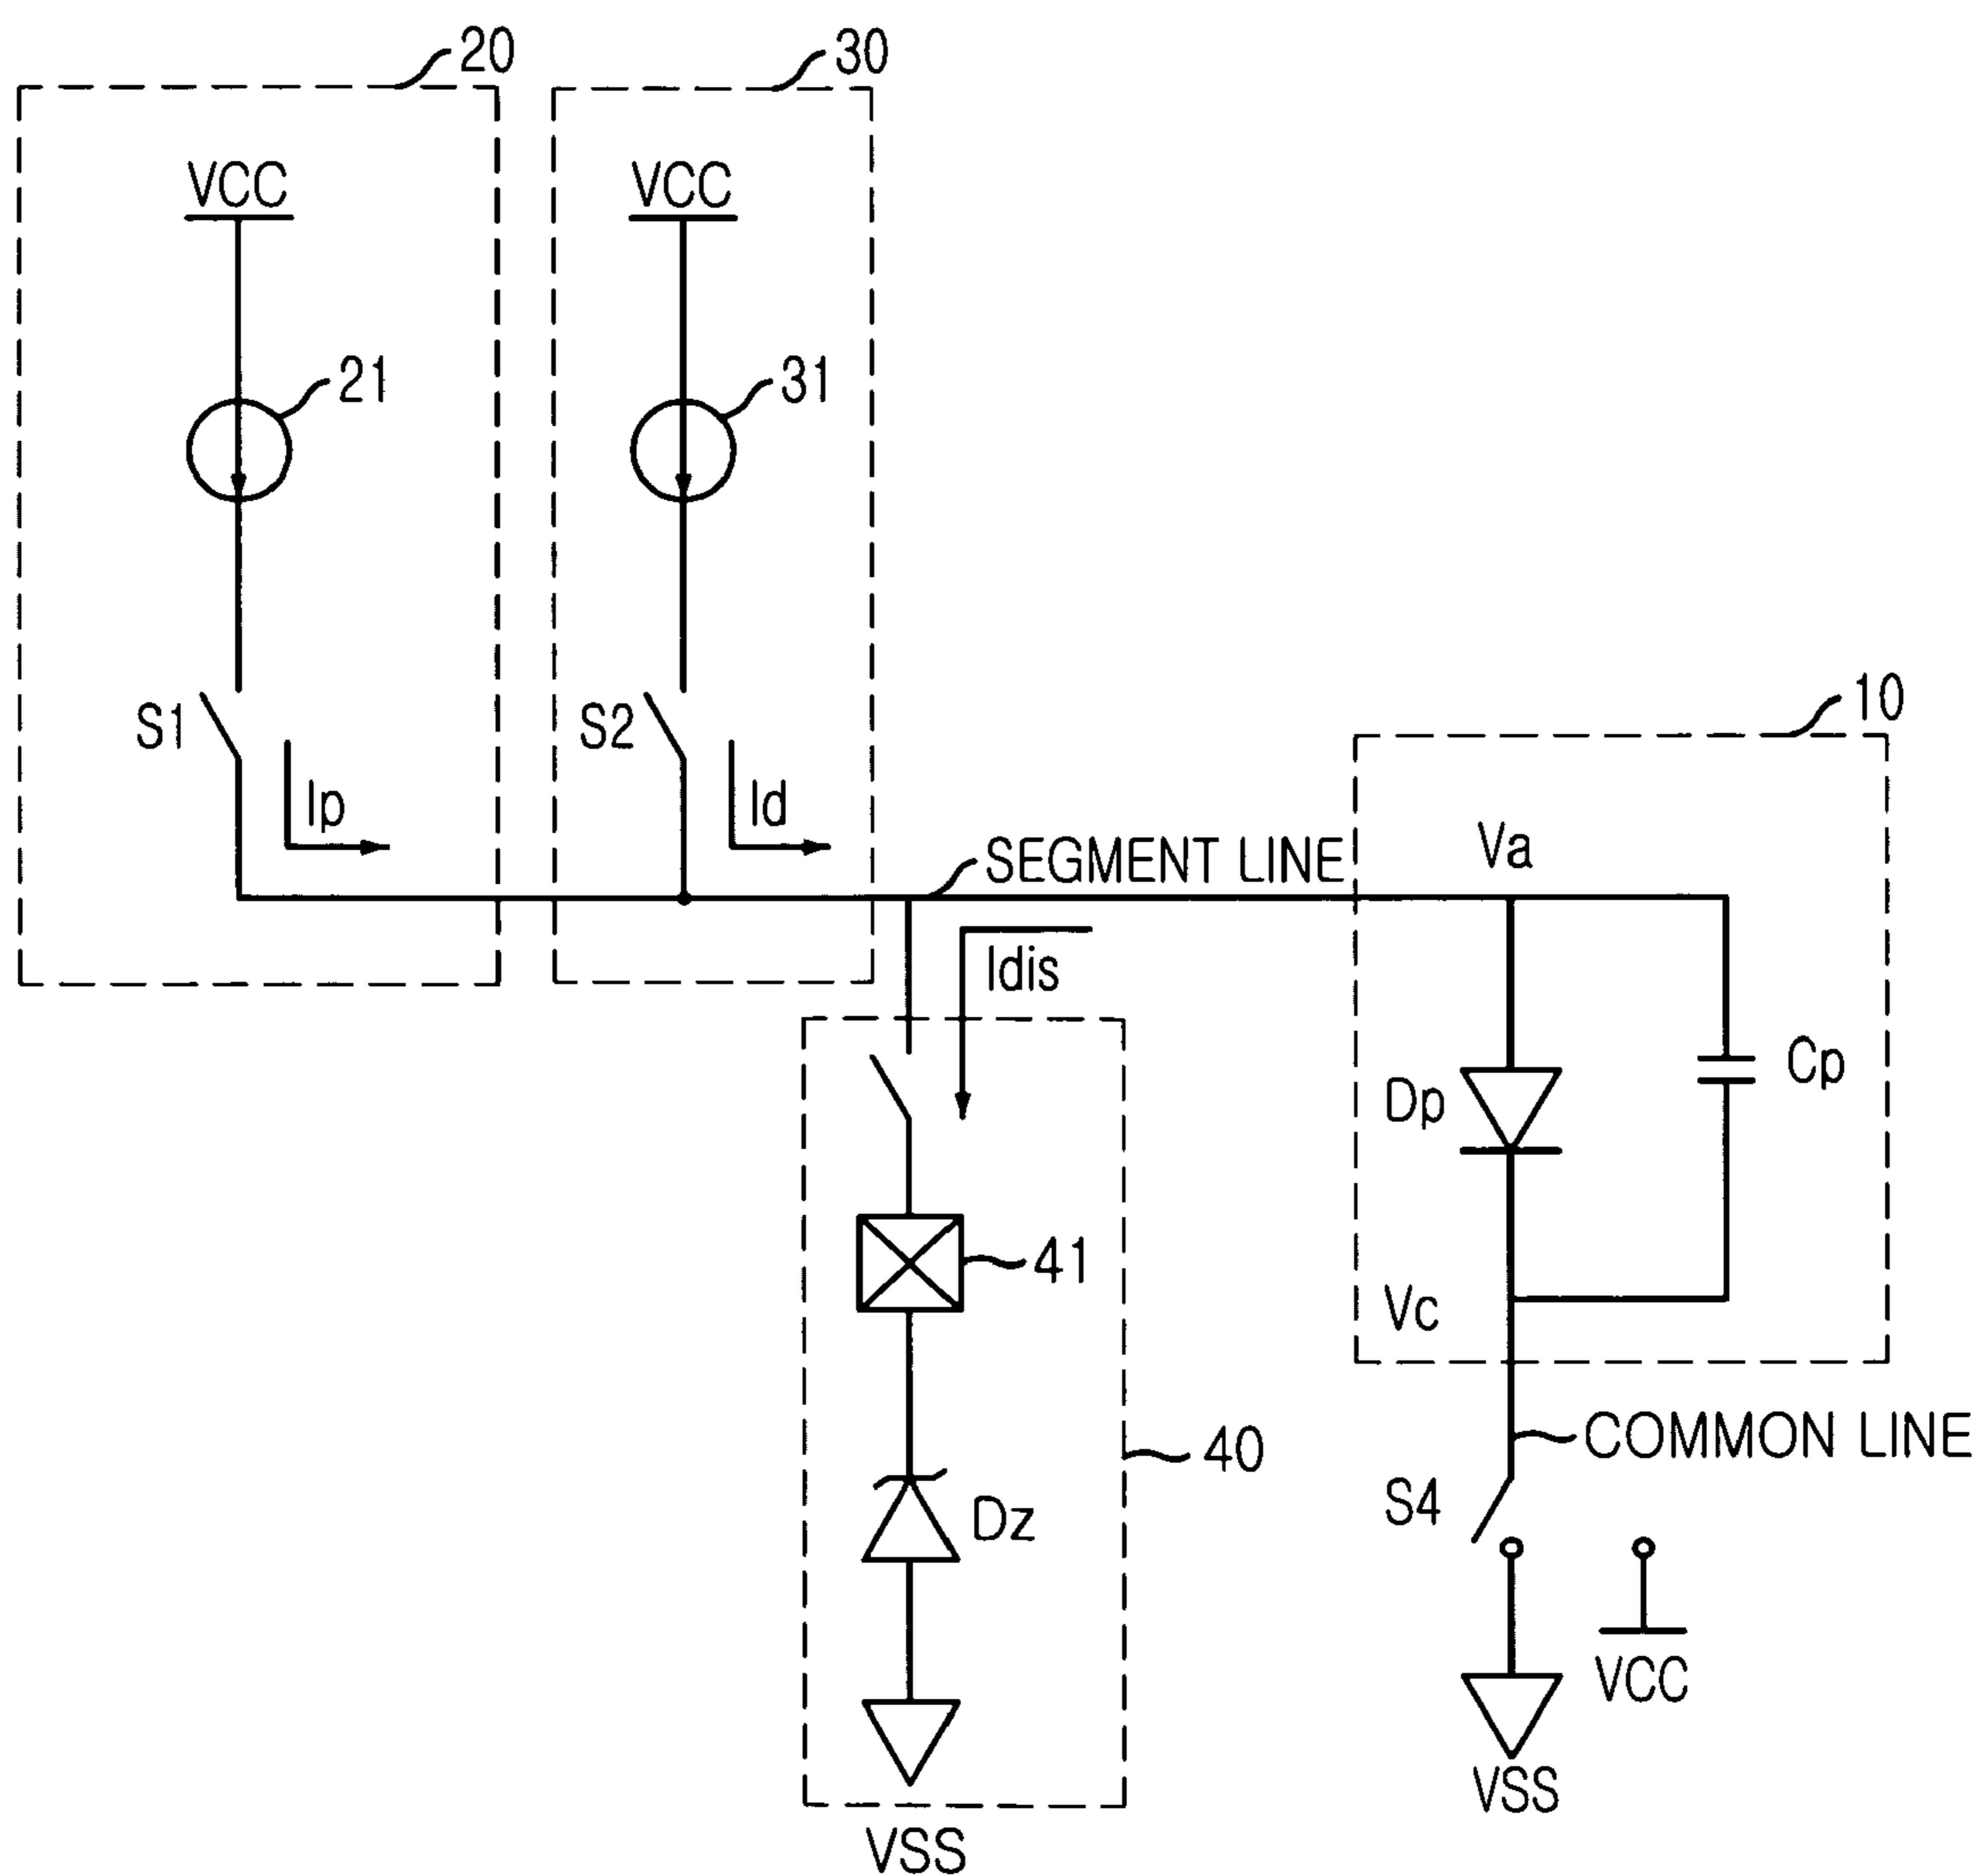 20
30
VCC
VCC
21
31
S1
S2
10
Ip
Id
SEGMENT LINE
Va
Idis
Dp
Cp
41
Vc
40
COMMON LINE
Dz
S4
VCC
VSS
VSS